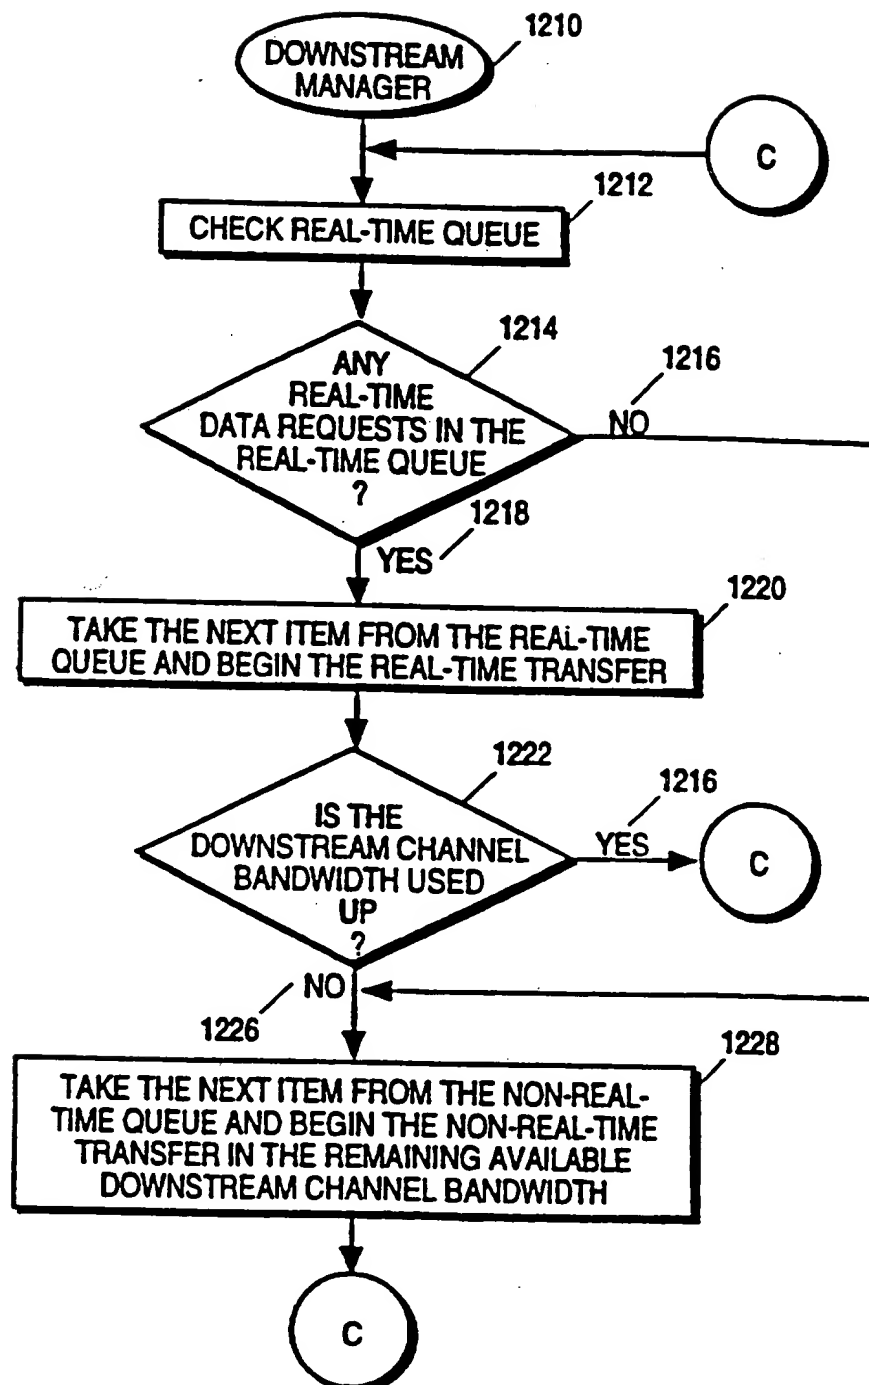 1210
DOWNSTREAM
MANAGER
C
1212
CHECK REAL-TIME QUEUE
1214
1216
ANY
REAL-TIME
DATA REQUESTS IN THE
REAL-TIME QUEUE
?
NO
1218
YES
1220
TAKE THE NEXT ITEM FROM THE REAL-TIME
QUEUE AND BEGIN THE REAL-TIME TRANSFER
1222
1216
IS THE
DOWNSTREAM CHANNEL
BANDWIDTH USED
UP
?
YES
C
NO
1226
1228
TAKE THE NEXT ITEM FROM THE NON-REAL-
TIME QUEUE AND BEGIN THE NON-REAL-TIME
TRANSFER IN THE REMAINING AVAILABLE
DOWNSTREAM CHANNEL BANDWIDTH
C